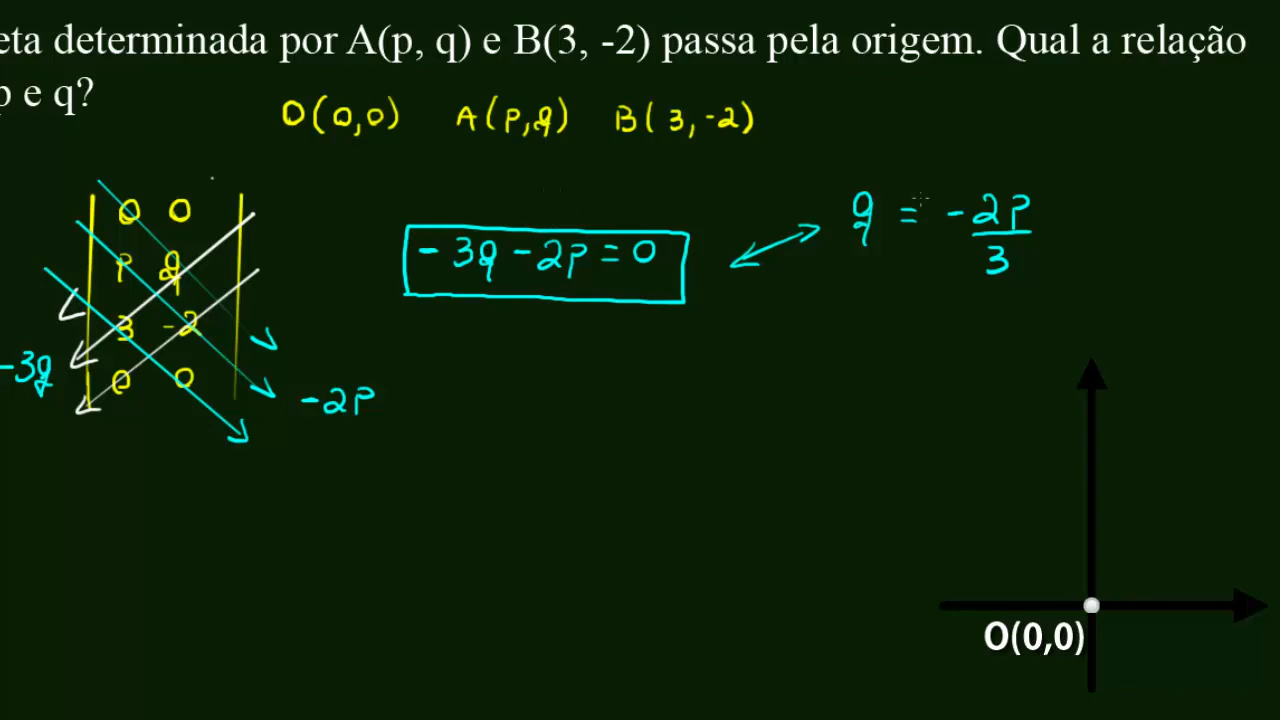 eta determinada por A(p, q) e B(3, -2) passa pela origem. Qual a relação
p e q?
O(0,0) A(p,q) B(3,-2)
0 0
p q
3 -2
0 0
-3q
-2p
-3q - 2p = 0
q = -2p/3
O(0,0)